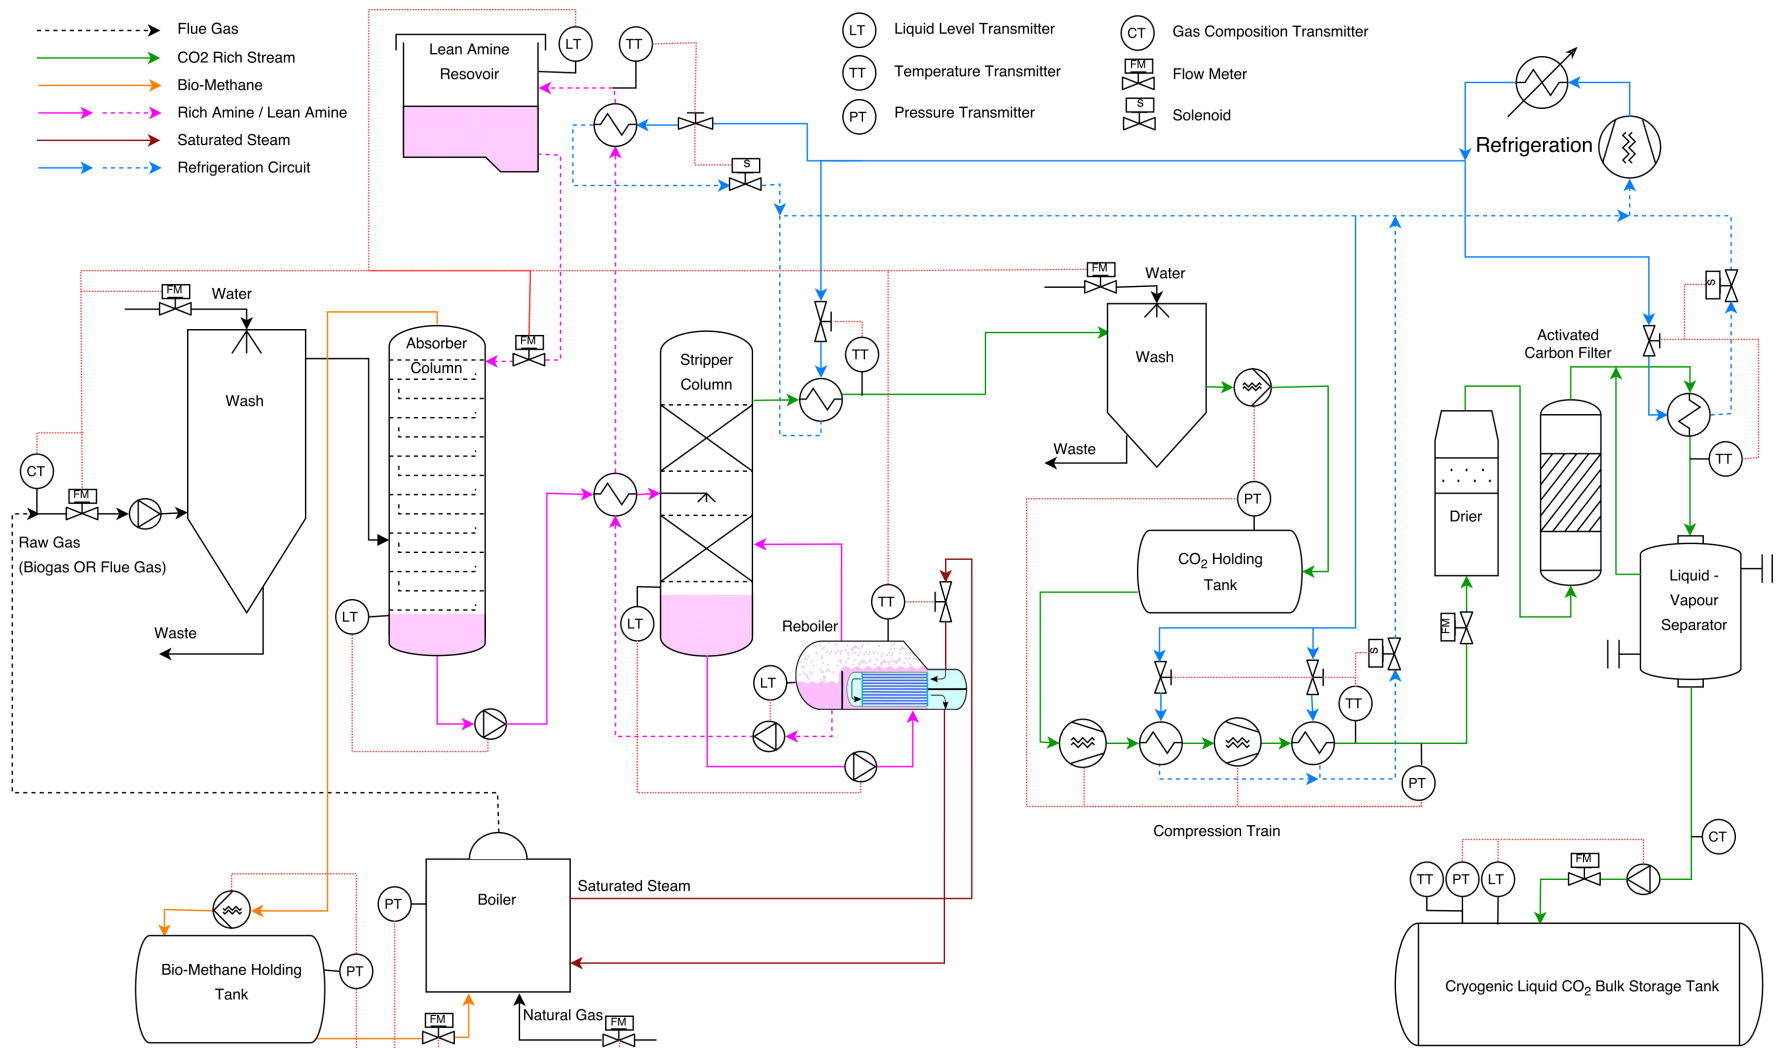 Flue Gas
CO2 Rich Stream
Bio-Methane
Rich Amine / Lean Amine
Saturated Steam
Refrigeration Circuit
Lean Amine
Resovoir
LT
TT
LT
Liquid Level Transmitter
TT
Temperature Transmitter
PT
Pressure Transmitter
CT
Gas Composition Transmitter
FM
Flow Meter
S
Solenoid
Refrigeration
S
FM
Water
Wash
Waste
CT
FM
Raw Gas
(Biogas OR Flue Gas)
Absorber
Column
FM
LT
Stripper
Column
TT
LT
Reboiler
TT
LT
FM
Water
Wash
Waste
PT
CO2 Holding
Tank
S
TT
PT
Compression Train
FM
Drier
Activated
Carbon Filter
S
TT
Liquid -
Vapour
Separator
CT
FM
TT
PT
LT
Cryogenic Liquid CO2 Bulk Storage Tank
Boiler
PT
Saturated Steam
Natural Gas
FM
FM
Bio-Methane Holding
Tank
PT